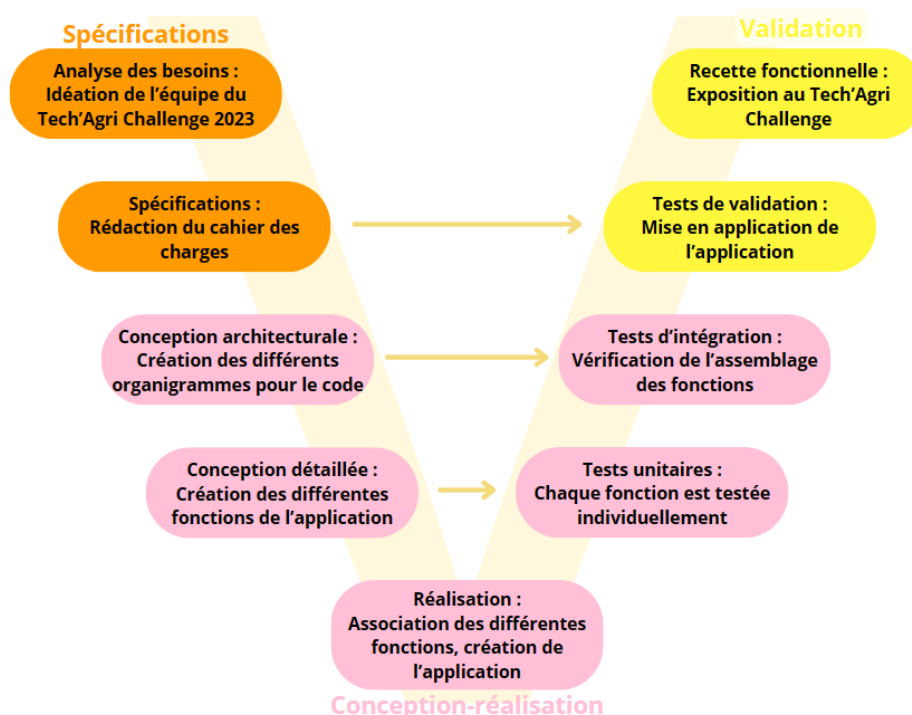 Spécifications
Validation
Analyse des besoins :
Idéation de l'équipe du
Tech'Agri Challenge 2023
Recette fonctionnelle :
Exposition au Tech'Agri
Challenge
Spécifications :
Rédaction du cahier des
charges
Tests de validation :
Mise en application de
l'application
Conception architecturale :
Création des différents
organigrammes pour le code
Tests d'intégration :
Vérification de l'assemblage
des fonctions
Conception détaillée :
Création des différentes
fonctions de l'application
Tests unitaires :
Chaque fonction est testée
individuellement
Réalisation :
Association des différentes
fonctions, création de
l'application
Conception-réalisation